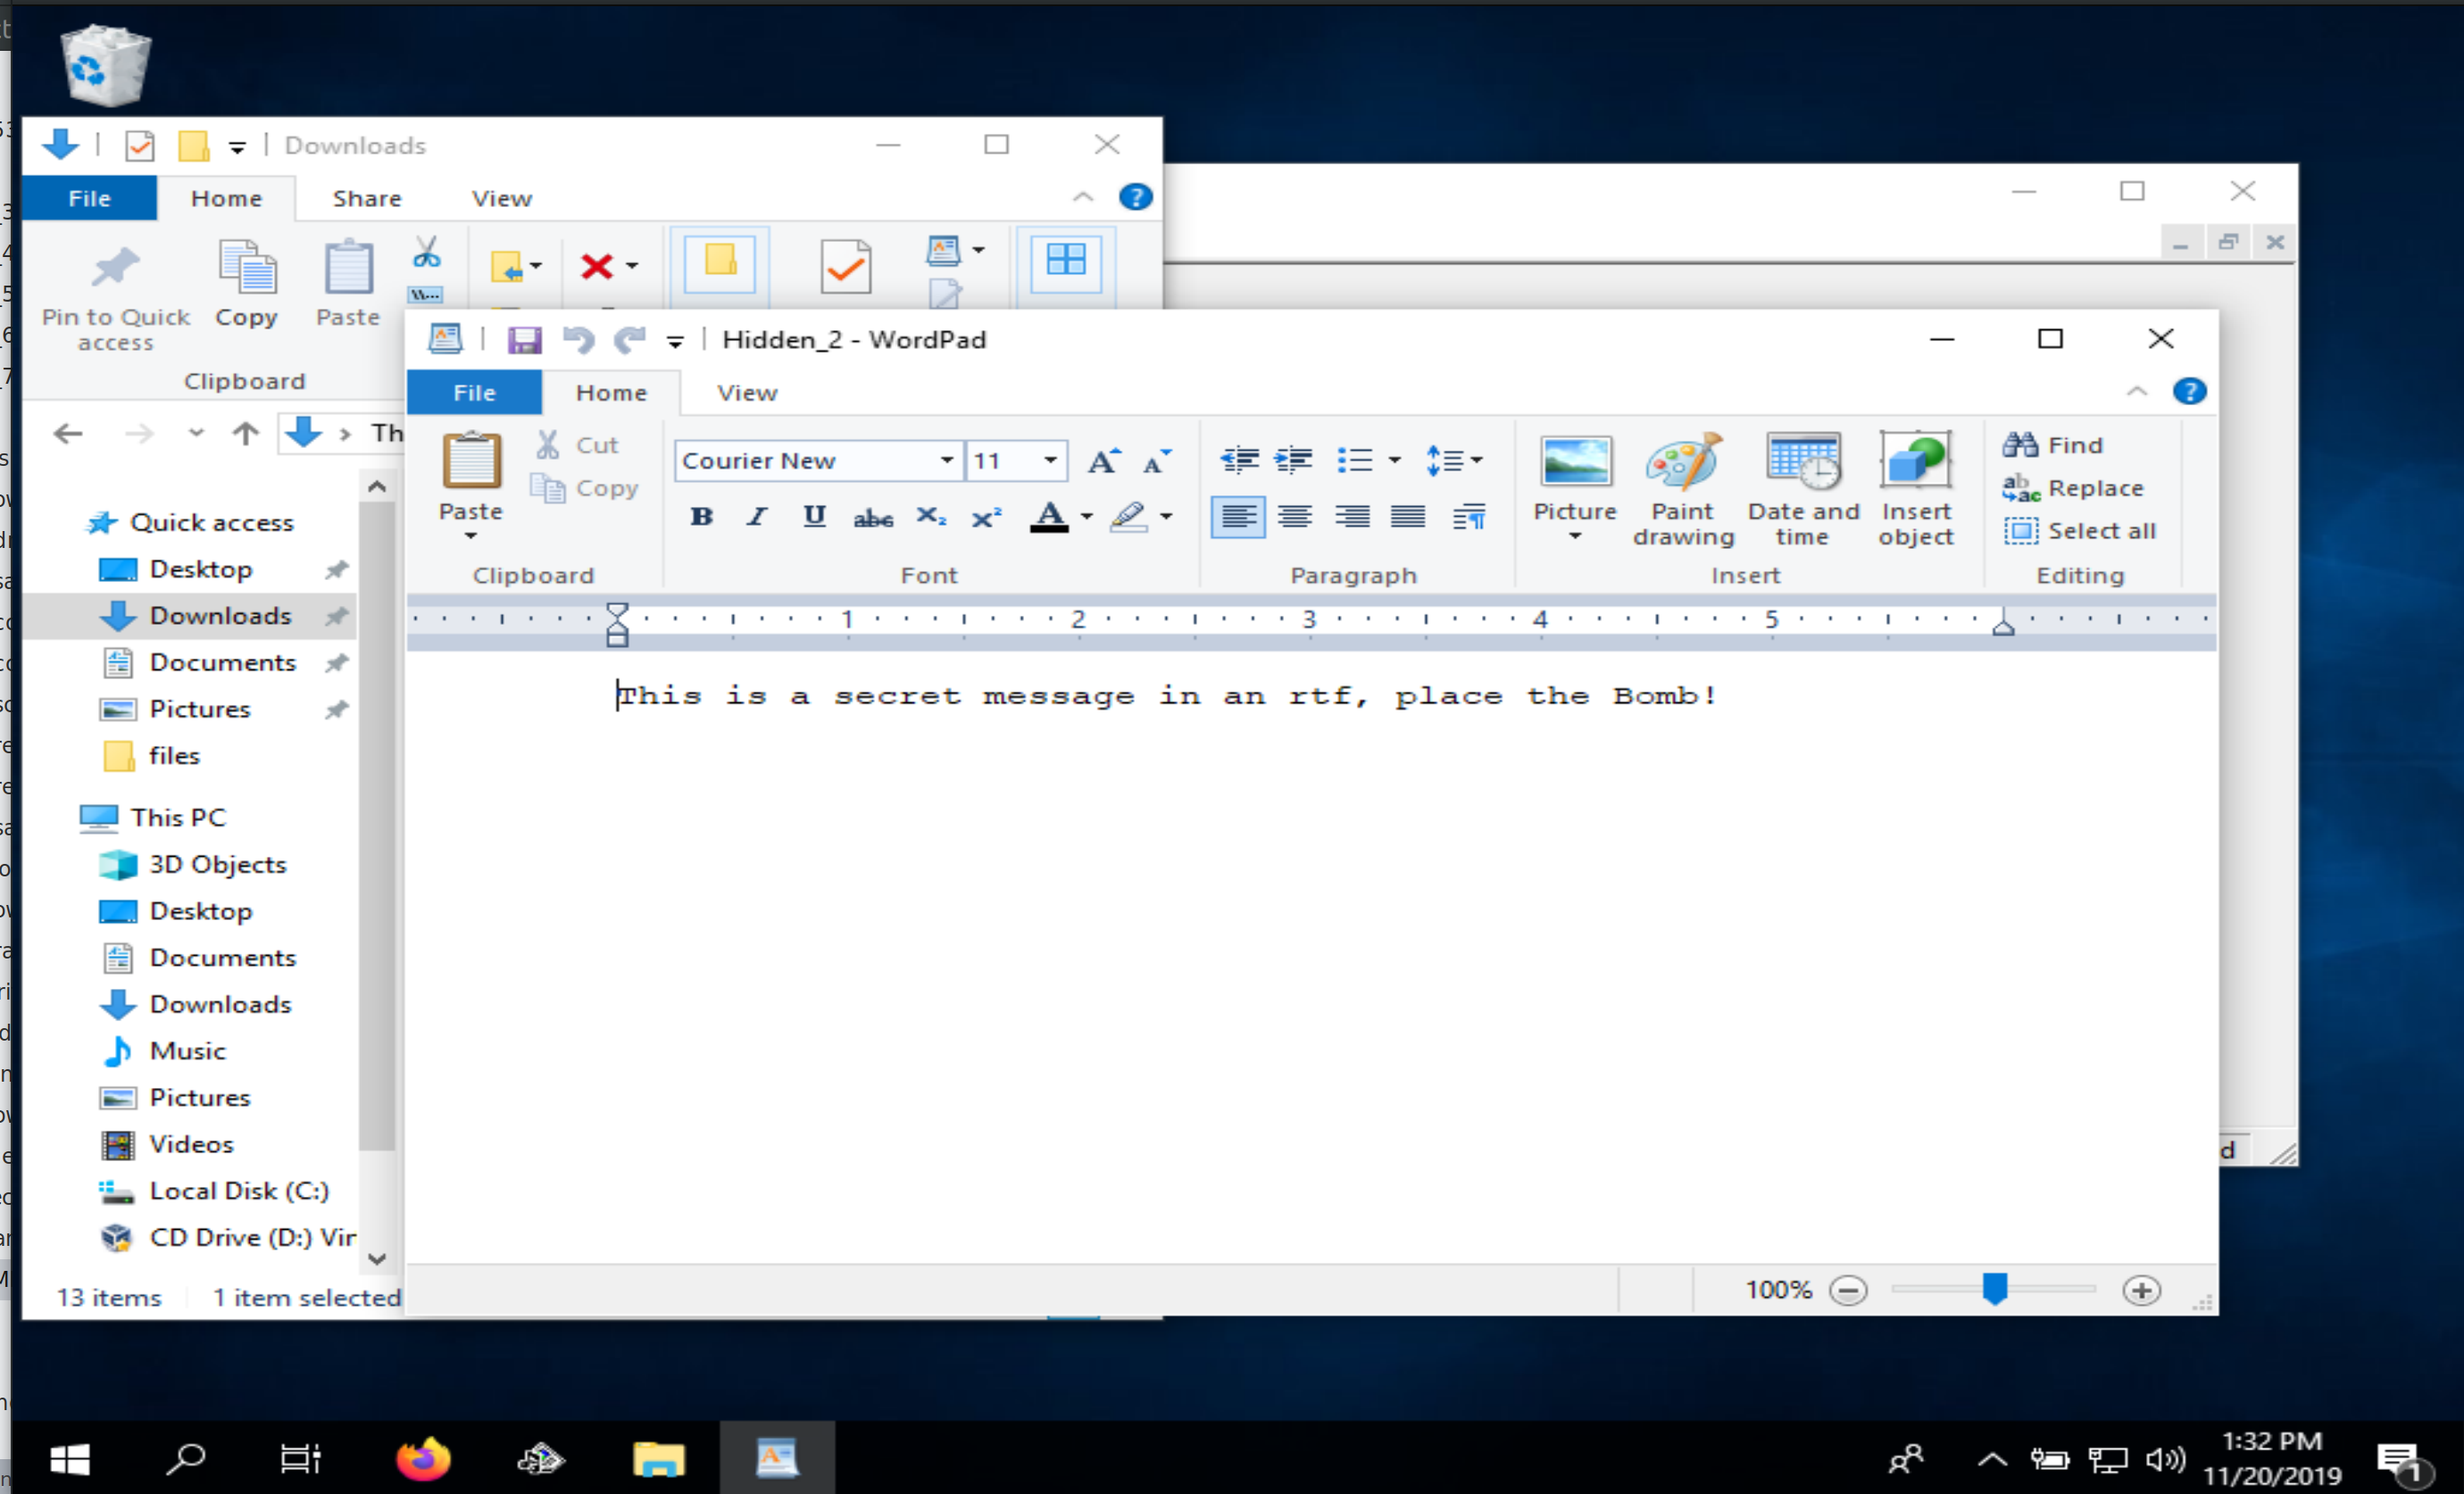 Downloads
File Home Share View
Pin to Quick access
Copy
Paste
Clipboard
Hidden_2 - WordPad
File Home View
Paste
Cut
Copy
Clipboard
Courier New 11
Font
Paragraph
Picture
Paint drawing
Date and time
Insert object
Insert
Find
Replace
Select all
Editing
1 2 3 4 5
This is a secret message in an rtf, place the Bomb!
Quick access
Desktop
Downloads
Documents
Pictures
files
This PC
3D Objects
Desktop
Documents
Downloads
Music
Pictures
Videos
Local Disk (C:)
CD Drive (D:) Vir
13 items 1 item selected
100%
1:32 PM
11/20/2019
1